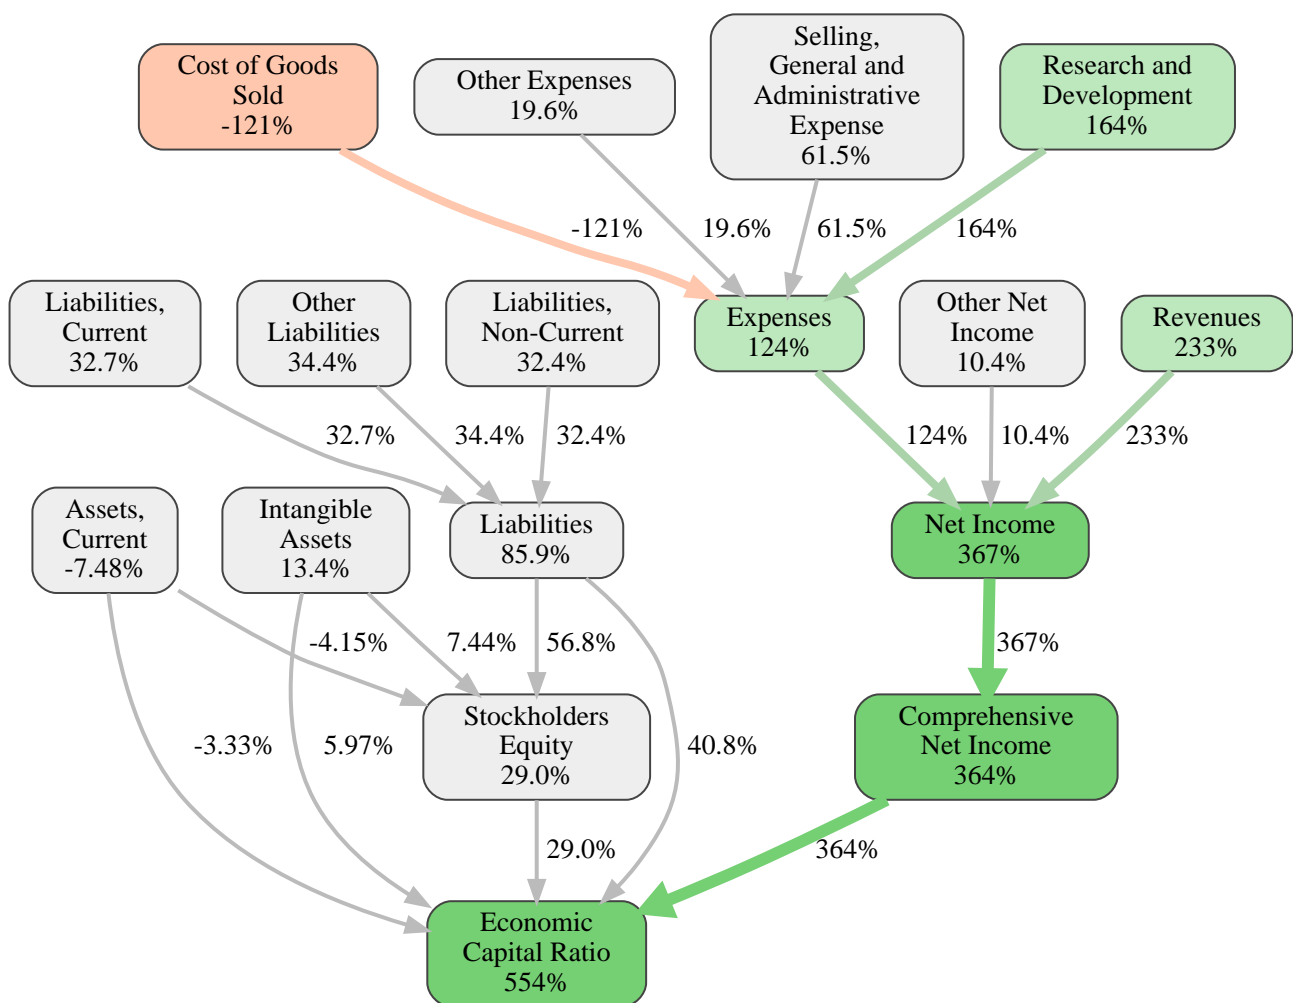 Cost of Goods
Sold
-121%
Other Expenses
19.6%
Selling,
General and
Administrative
Expense
61.5%
Research and
Development
164%
-121%
19.6%
61.5%
164%
Liabilities,
Current
32.7%
Other
Liabilities
34.4%
Liabilities,
Non-Current
32.4%
Expenses
124%
Other Net
Income
10.4%
Revenues
233%
32.7%
34.4%
32.4%
124%
10.4%
233%
Assets,
Current
-7.48%
Intangible
Assets
13.4%
Liabilities
85.9%
Net Income
367%
-4.15%
7.44%
56.8%
367%
Stockholders
Equity
29.0%
Comprehensive
Net Income
364%
-3.33%
5.97%
40.8%
29.0%
364%
Economic
Capital Ratio
554%